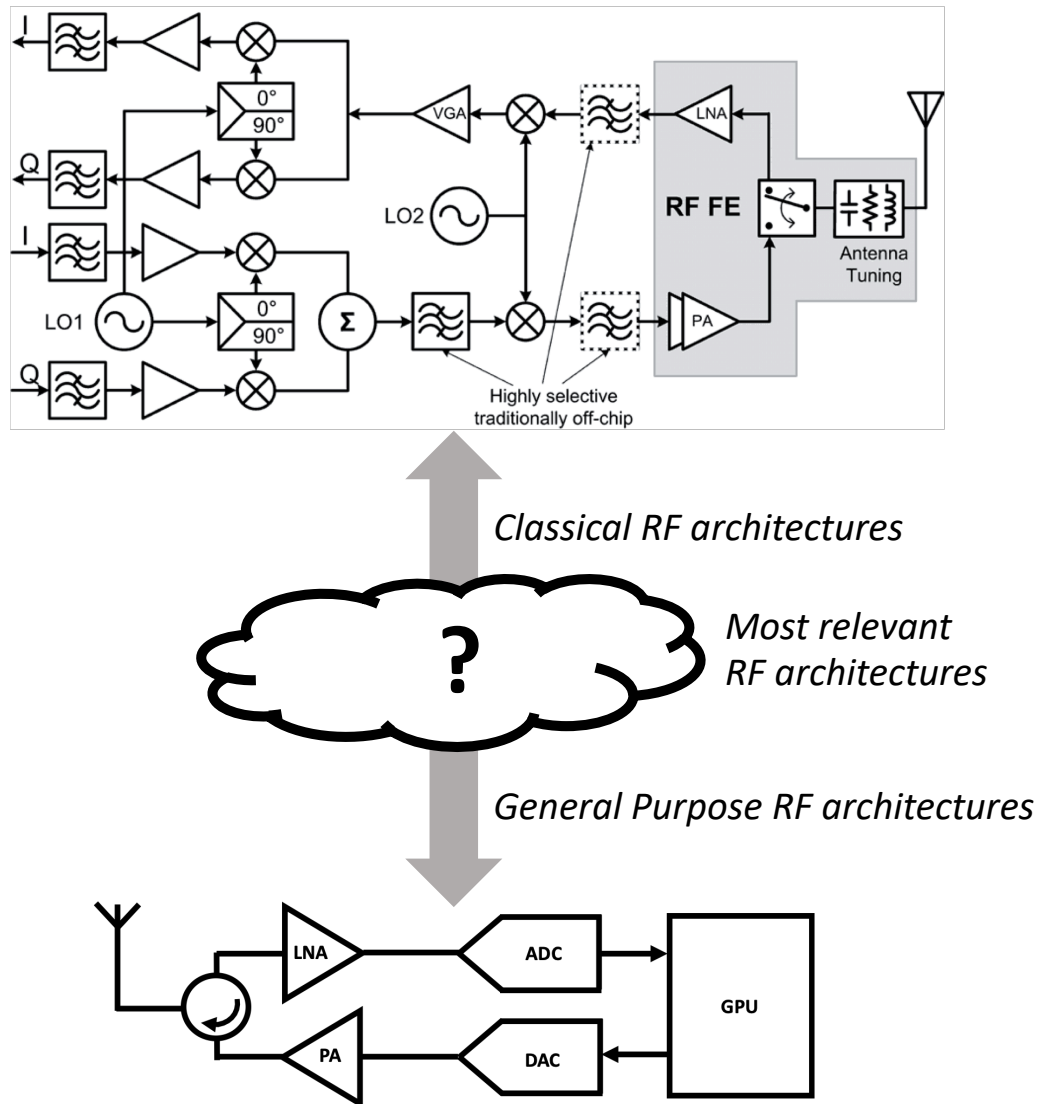 I
0°
90°
VGA
LNA
Q
LO2
RF FE
I
Antenna
Tuning
LO1
0°
90°
Σ
PA
Q
Highly selective
traditionally off-chip
Classical RF architectures
?
Most relevant
RF architectures
General Purpose RF architectures
LNA
ADC
GPU
PA
DAC